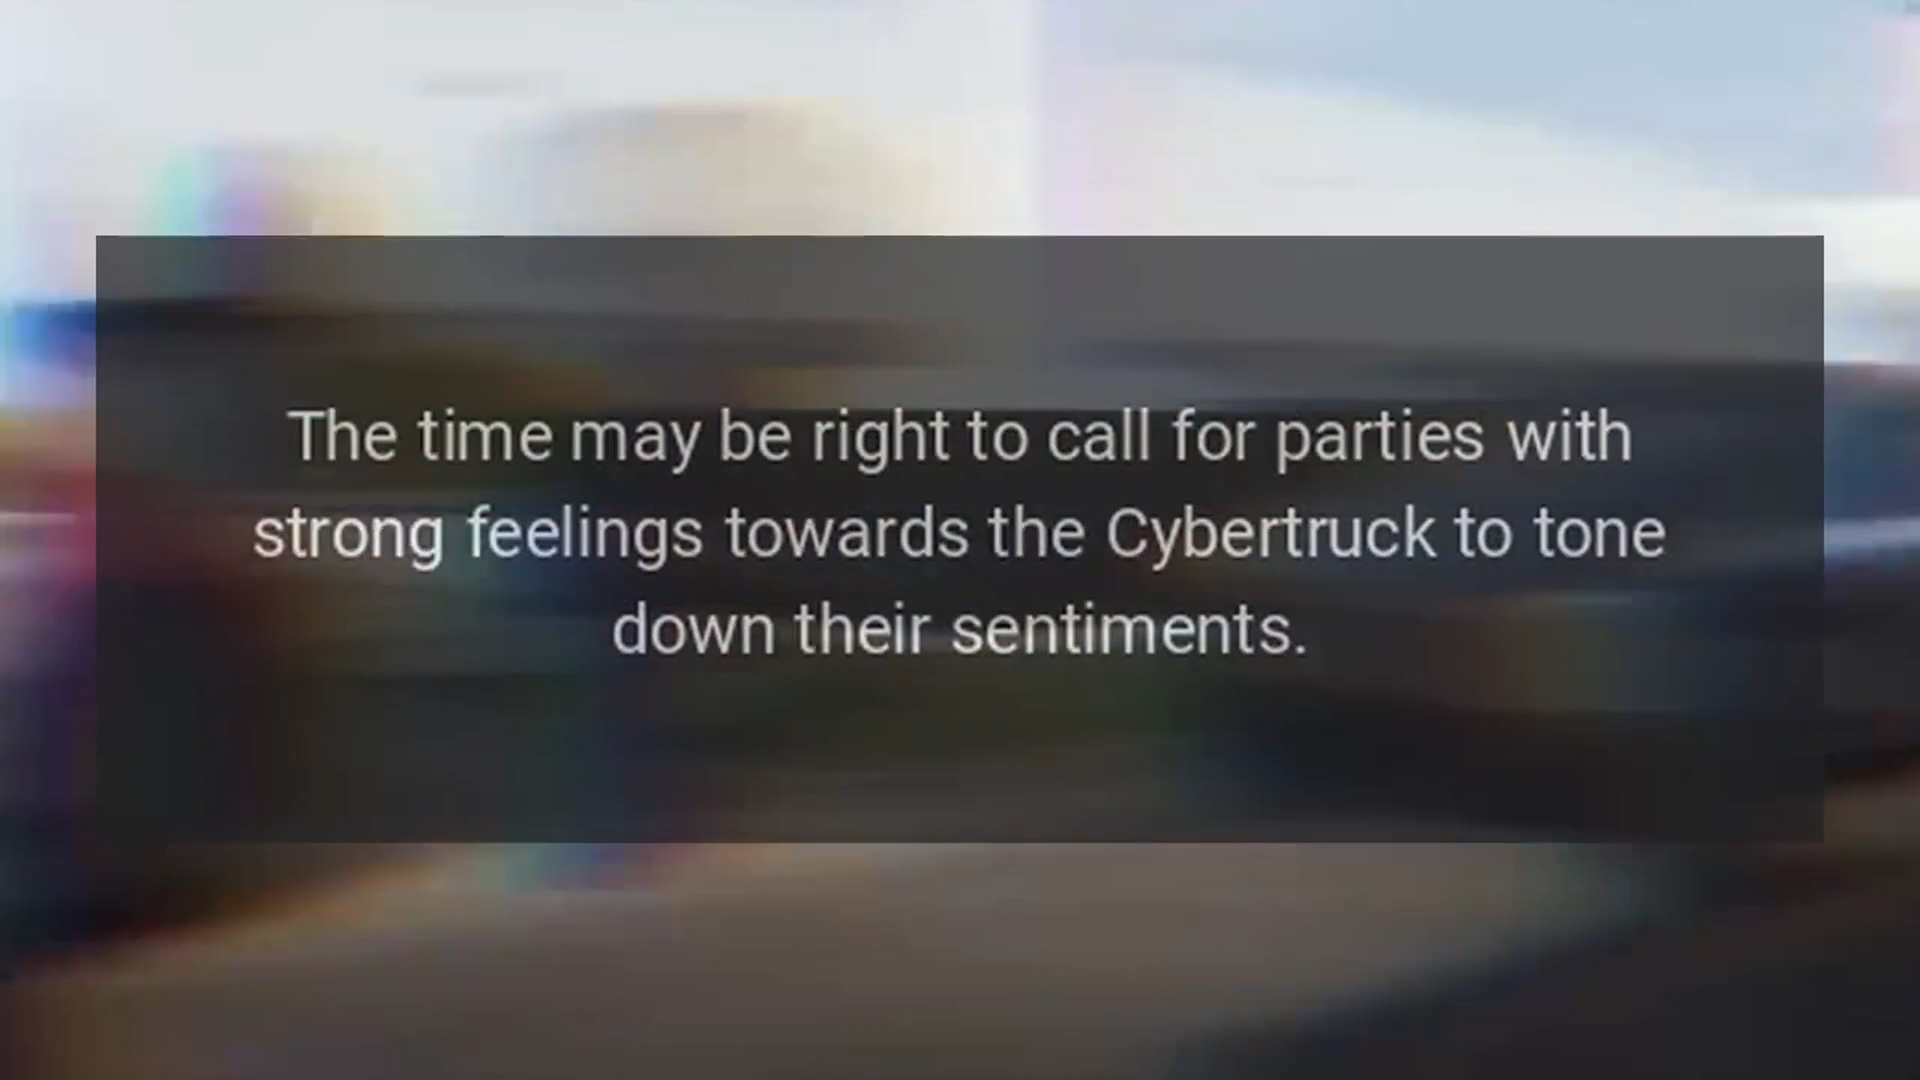 The time may be right to call for parties with
strong feelings towards the Cybertruck to tone
down their sentiments.